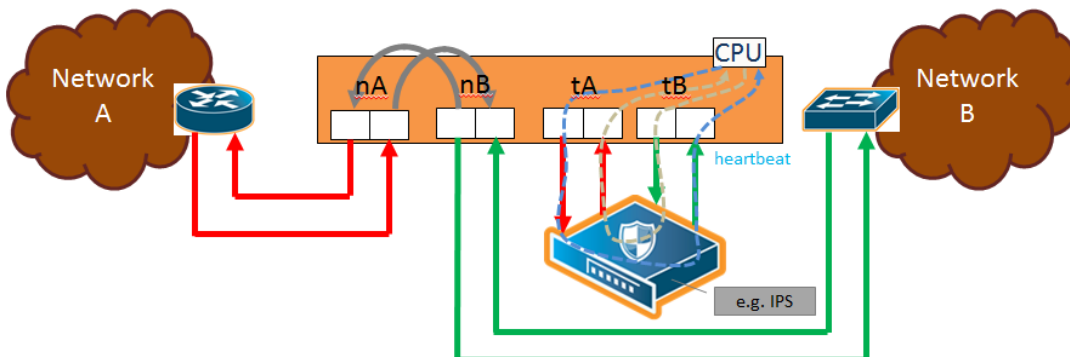 CPU
Network
A
nA
nB
tA
tB
Network
B
heartbeat
e.g. IPS